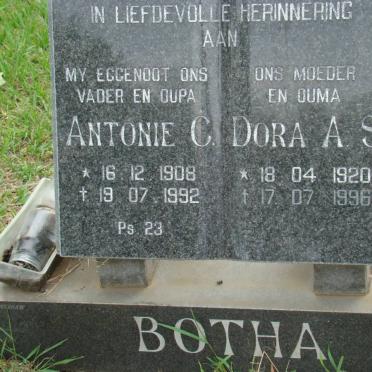 IN LIEFDEVOLLE HERINNERING
AAN
MY EGGENOOT ONS
VADER EN OUPA
ANTONIE C.
* 16.12.1908
† 19.07.1992
Ps 23
ONS MOEDER
EN OUMA
DORA A S
* 18.04.1920
† 17.07.1996
BOTHA